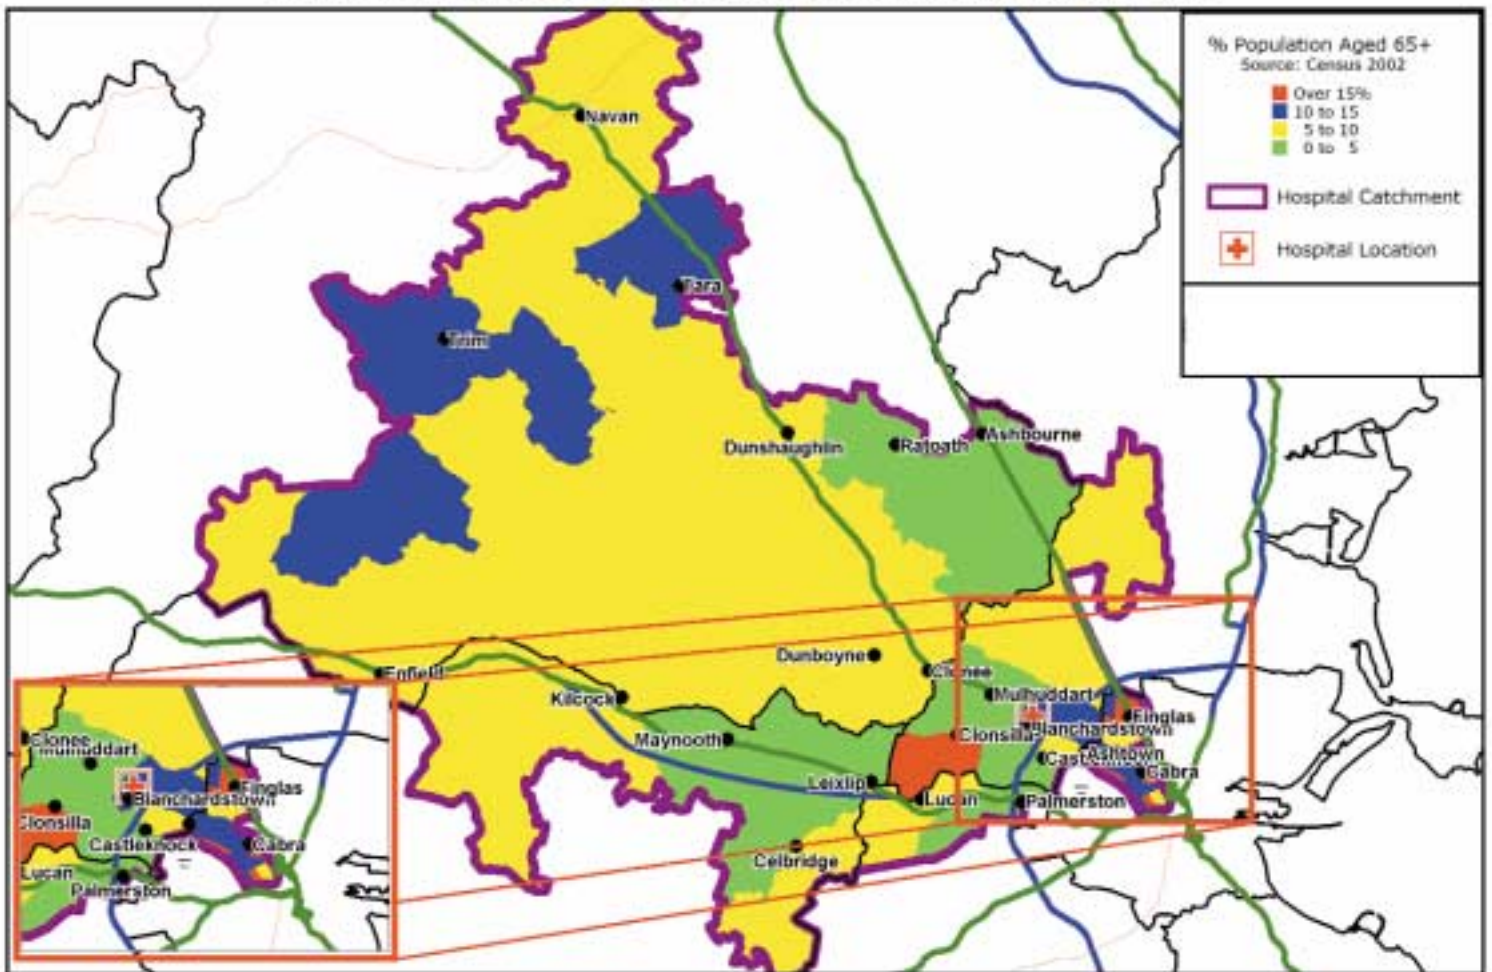 % Population Aged 65+
Source: Census 2002
Over 15%
10 to 15
5 to 10
0 to 5
Hospital Catchment
Hospital Location
Navan
Tara
Trim
Dunshaughlin
Ratoath
Ashbourne
Enfield
Dunboyne
Clonee
Kilcock
Mulhuddart
Finglas
Blanchardstown
Clonsilla
Maynooth
Ashtown
Cabra
Leixlip
Lucan
Palmerston
Celbridge
Clonee
Mulhuddart
Finglas
Blanchardstown
Clonsilla
Castleknock
Cabra
Lucan
Palmerston